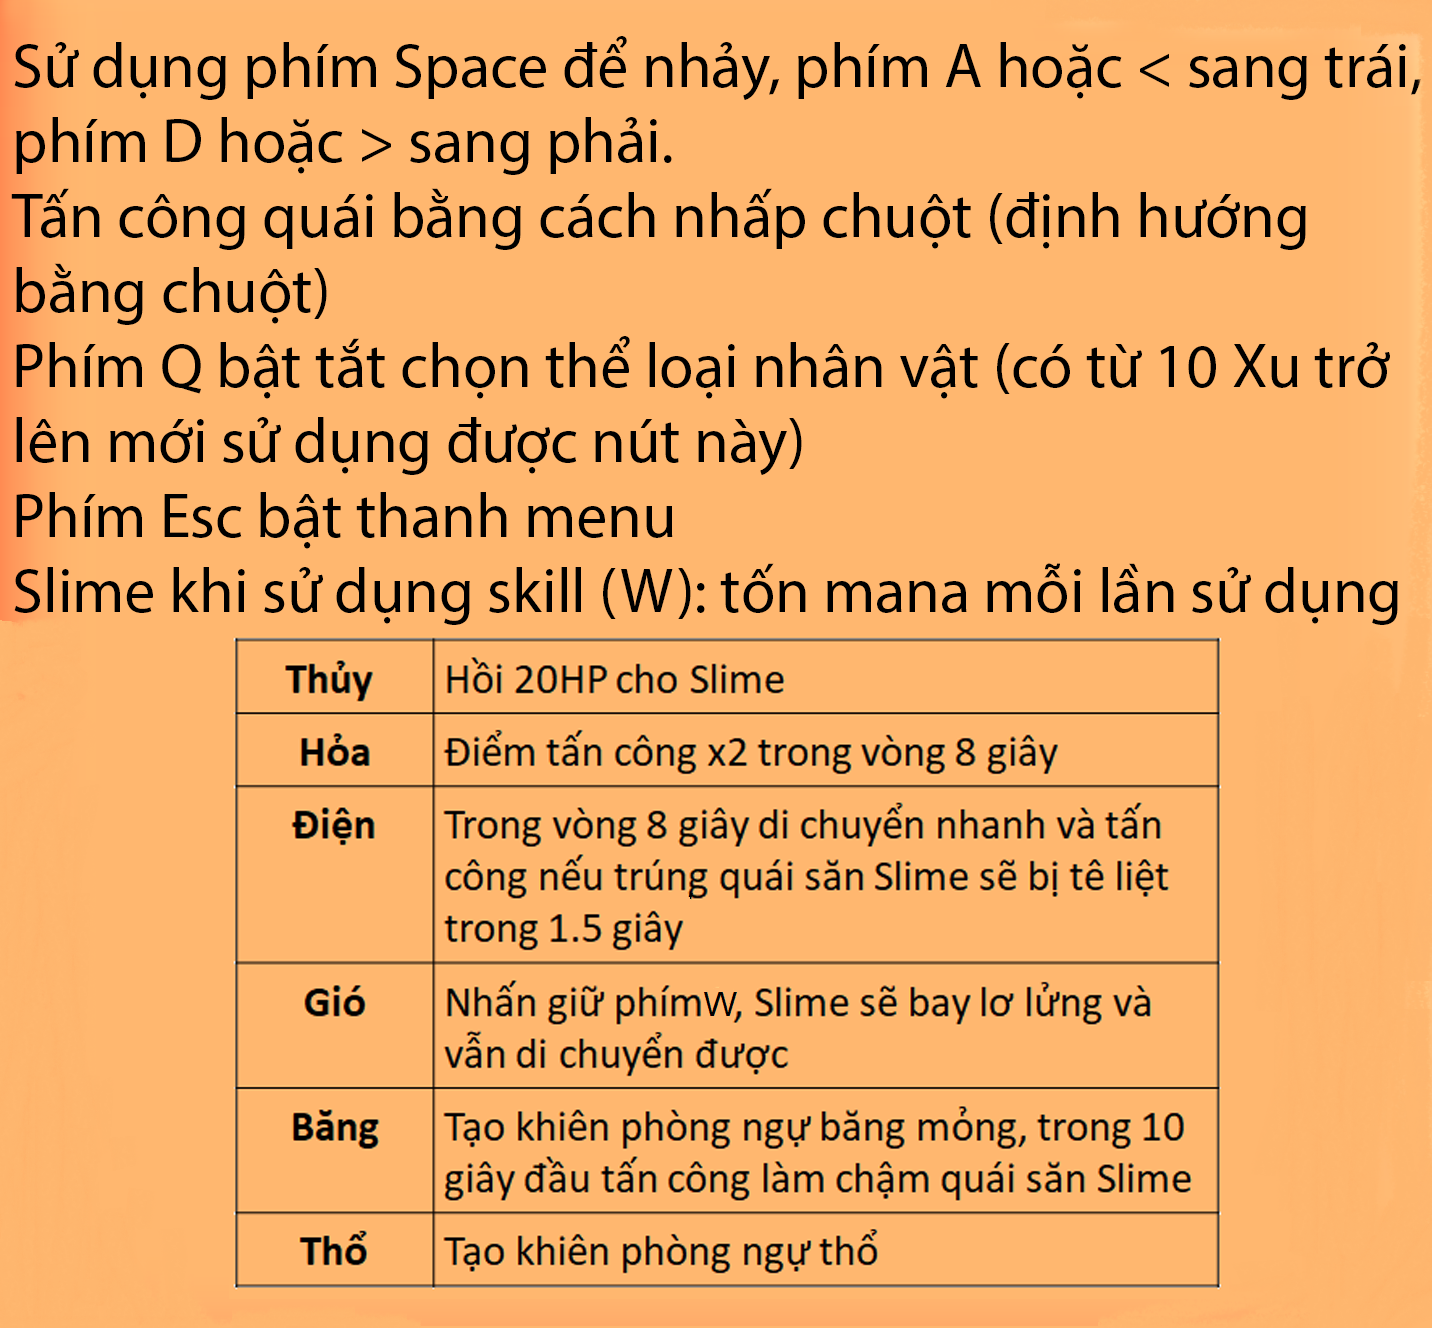 Sử dụng phím Space để nhảy, phím A hoặc < sang trái,
phím D hoặc > sang phải.
Tấn công quái bằng cách nhấp chuột (định hướng
bằng chuột)
Phím Q bật tắt chọn thể loại nhân vật (có từ 10 Xu trở
lên mới sử dụng được nút này)
Phím Esc bật thanh menu
Slime khi sử dụng skill (W): tốn mana mỗi lần sử dụng
Thủy Hồi 20HP cho Slime
Hỏa Điểm tấn công x2 trong vòng 8 giây
Điện Trong vòng 8 giây di chuyển nhanh và tấn
công nếu trúng quái săn Slime sẽ bị tê liệt
trong 1.5 giây
Gió Nhấn giữ phímW, Slime sẽ bay lơ lửng và
vẫn di chuyển được
Băng Tạo khiên phòng ngự băng mỏng, trong 10
giây đầu tấn công làm chậm quái săn Slime
Thổ Tạo khiên phòng ngự thổ